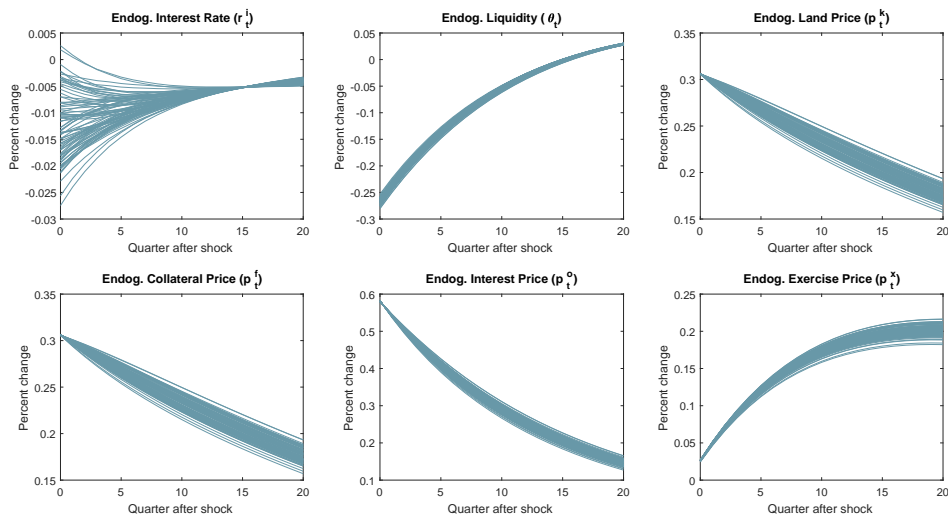 Endog. Interest Rate (r_t^i)
0.005
0
-0.005
-0.01
-0.015
-0.02
-0.025
-0.03
Percent change
0 5 10 15 20
Quarter after shock
Endog. Liquidity (θ_t)
0.05
0
-0.05
-0.1
-0.15
-0.2
-0.25
-0.3
Percent change
0 5 10 15 20
Quarter after shock
Endog. Land Price (p_t^k)
0.35
0.3
0.25
0.2
0.15
Percent change
0 5 10 15 20
Quarter after shock
Endog. Collateral Price (p_t^f)
0.35
0.3
0.25
0.2
0.15
Percent change
0 5 10 15 20
Quarter after shock
Endog. Interest Price (p_t^o)
0.6
0.5
0.4
0.3
0.2
0.1
Percent change
0 5 10 15 20
Quarter after shock
Endog. Exercise Price (p_t^x)
0.25
0.2
0.15
0.1
0.05
0
Percent change
0 5 10 15 20
Quarter after shock